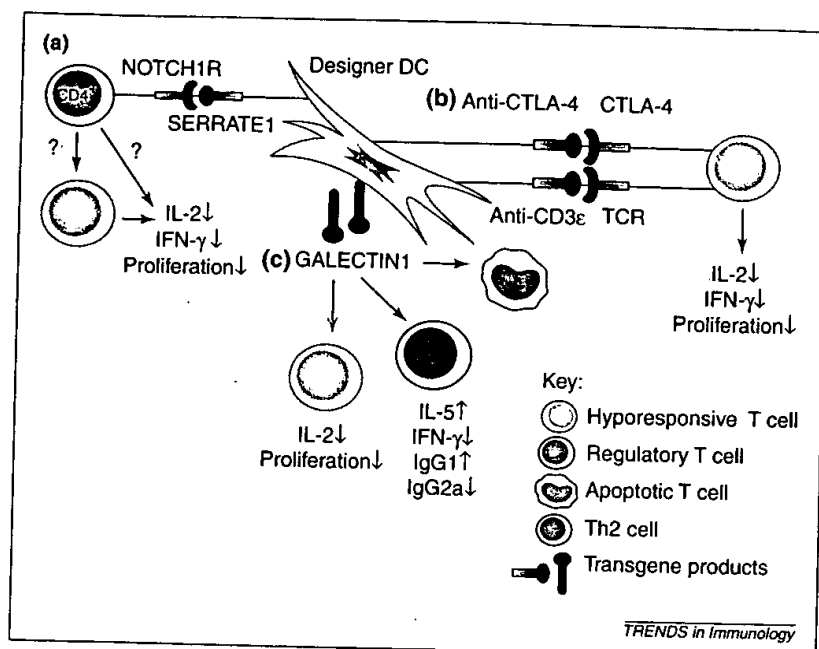 (a)
NOTCH1R
Designer DC
CD4
SERRATE1
(b) Anti-CTLA-4 CTLA-4
?
?
IL-2↓
IFN-γ↓
Proliferation↓
Anti-CD3ε TCR
(c) GALECTIN1
IL-2↓
IFN-γ↓
Proliferation↓
IL-2↓
Proliferation↓
IL-5↑
IFN-γ↓
IgG1↑
IgG2a↓
Key:
Hyporesponsive T cell
Regulatory T cell
Apoptotic T cell
Th2 cell
Transgene products
TRENDS in Immunology